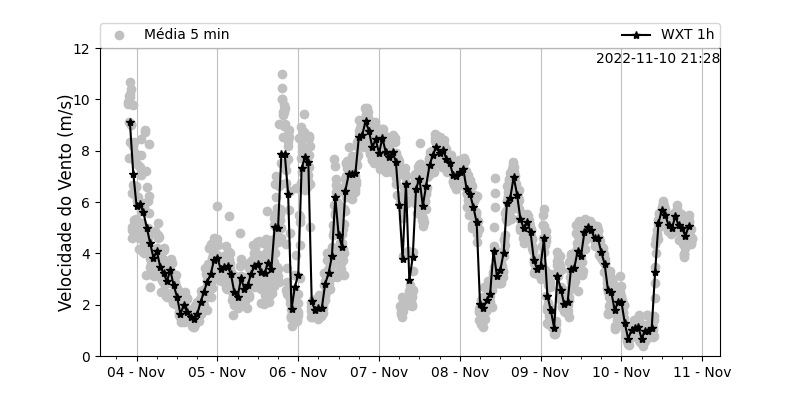 Média 5 min
WXT 1h
2022-11-10 21:28
Velocidade do Vento (m/s)
12
10
8
6
4
2
0
04 - Nov
05 - Nov
06 - Nov
07 - Nov
08 - Nov
09 - Nov
10 - Nov
11 - Nov